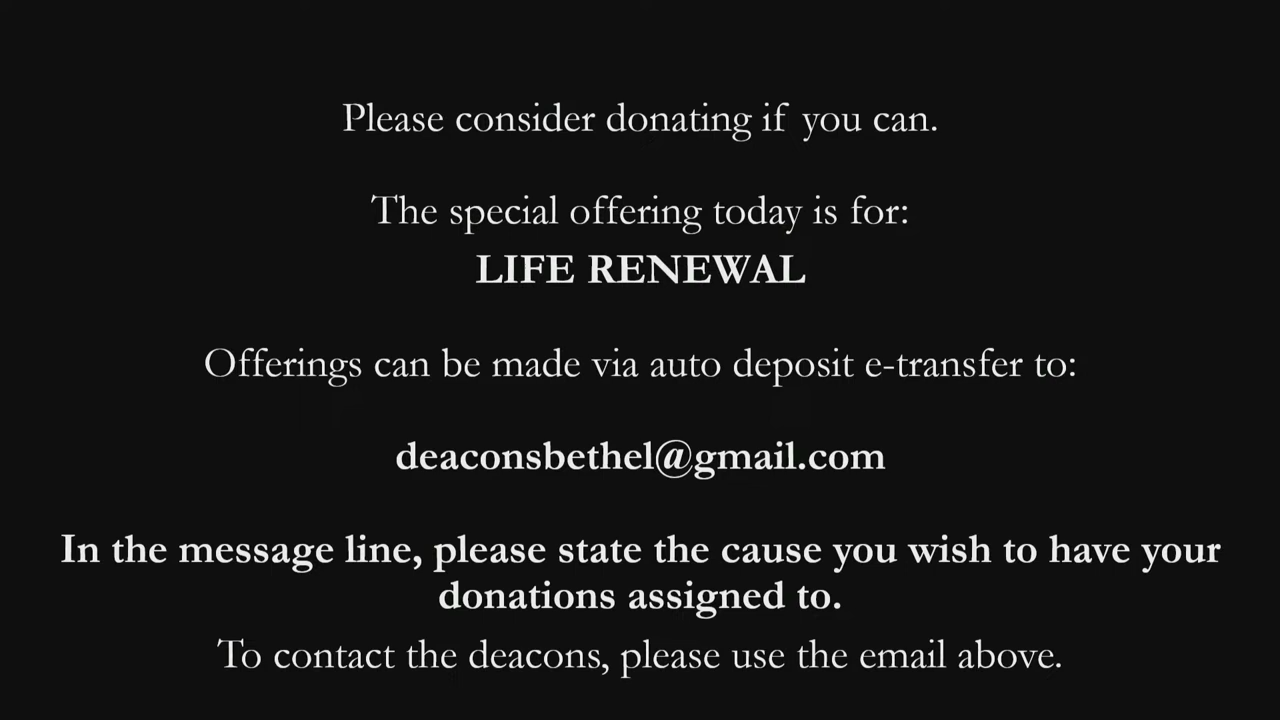 Please consider donating if you can.
The special offering today is for:
LIFE RENEWAL
Offerings can be made via auto deposit e-transfer to:
deaconsbethel@gmail.com
In the message line, please state the cause you wish to have your
donations assigned to.
To contact the deacons, please use the email above.